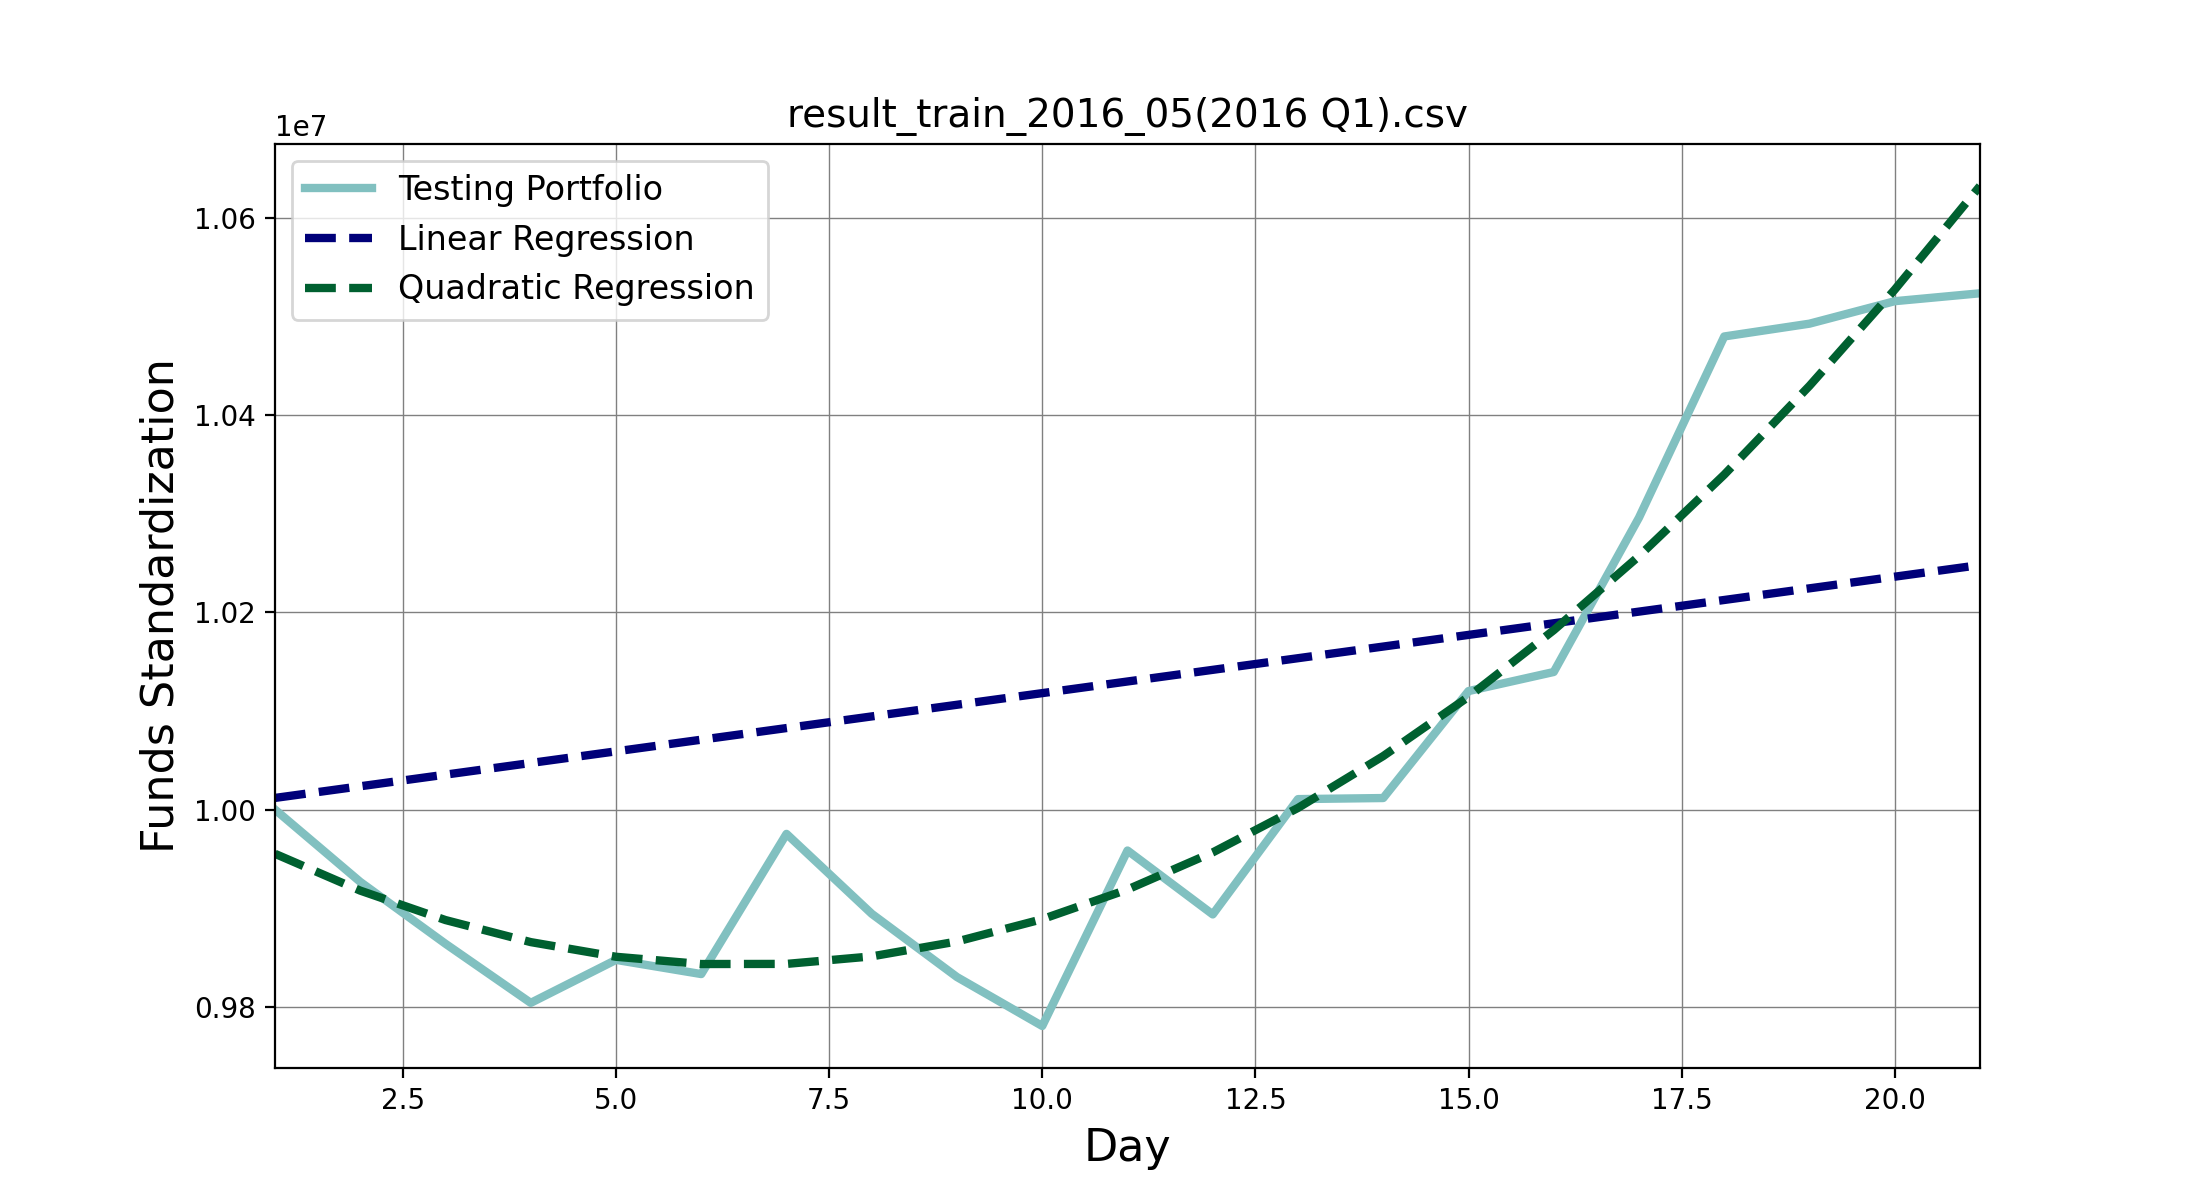 result_train_2016_05(2016 Q1).csv
1e7
Testing Portfolio
Linear Regression
Quadratic Regression
1.06
1.04
1.02
1.00
0.98
Funds Standardization
2.5 5.0 7.5 10.0 12.5 15.0 17.5 20.0
Day